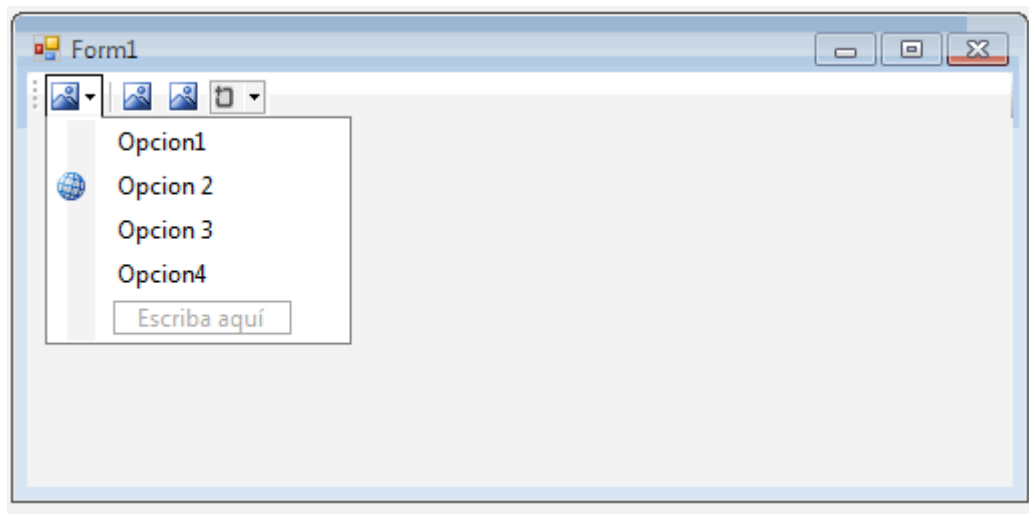 Form1
Opcion1
Opcion 2
Opcion 3
Opcion4
Escriba aquí